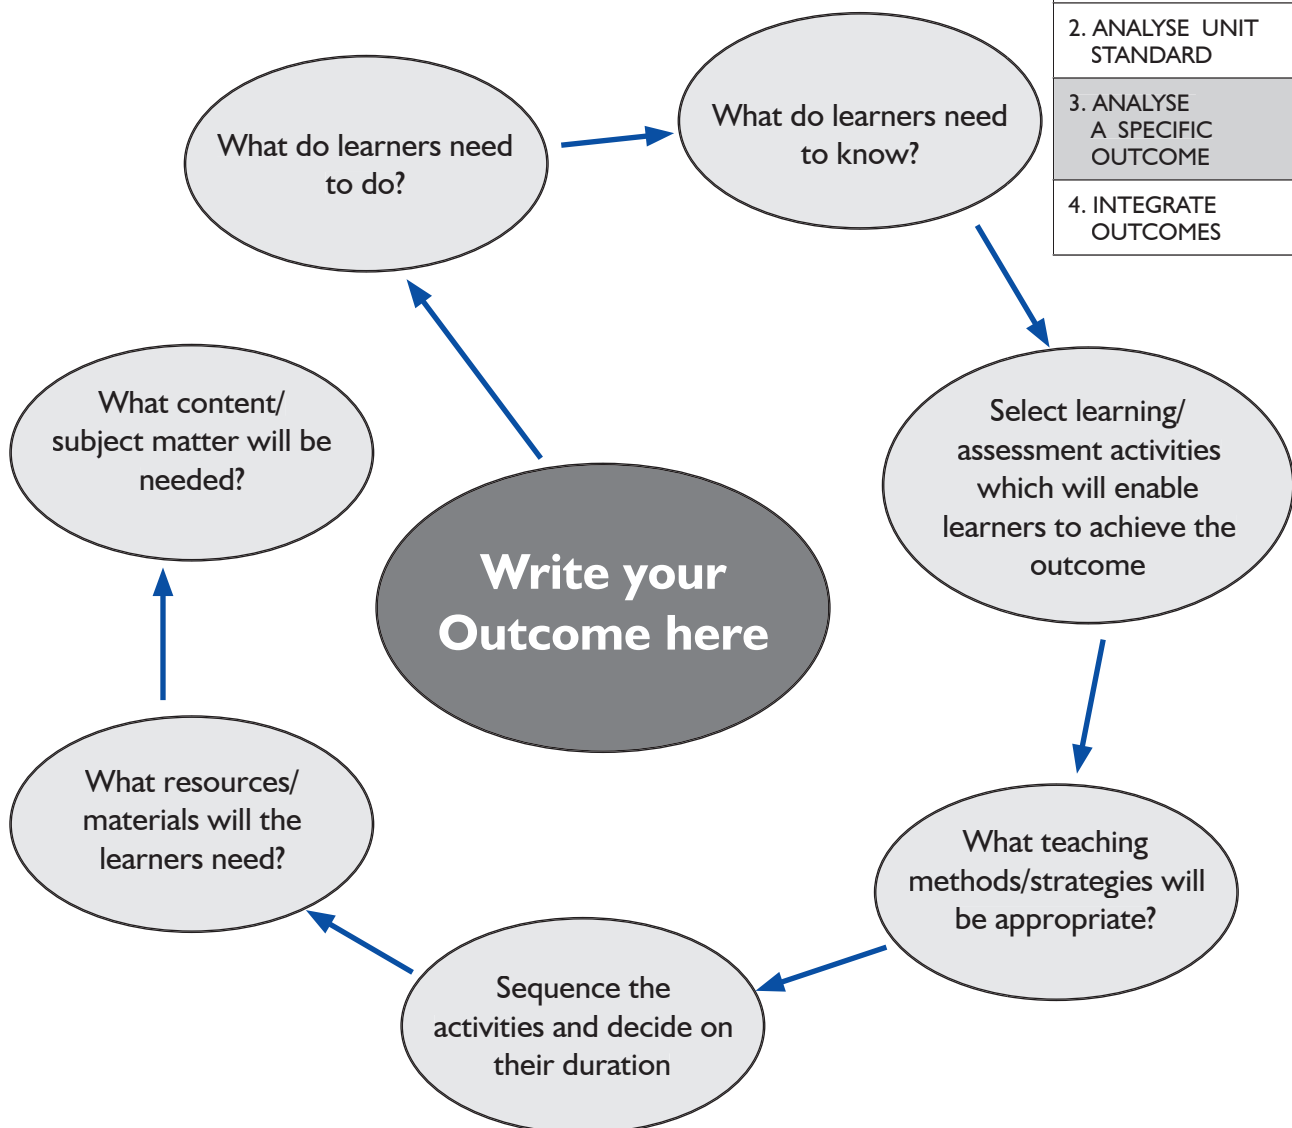 2. ANALYSE UNIT
STANDARD
3. ANALYSE
A SPECIFIC
OUTCOME
4. INTEGRATE
OUTCOMES
What do learners need
to do?
What do learners need
to know?
Select learning/
assessment activities
which will enable
learners to achieve the
outcome
What teaching
methods/strategies will
be appropriate?
Sequence the
activities and decide on
their duration
What resources/
materials will the
learners need?
What content/
subject matter will be
needed?
Write your
Outcome here